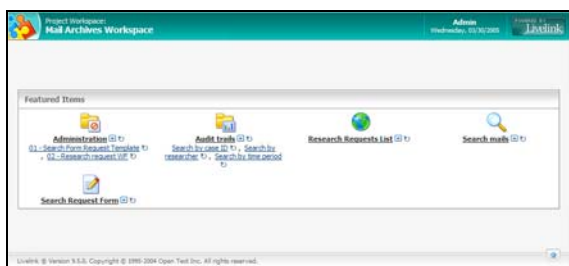 Project Workspace:
Mail Archives Workspace
Admin
Wednesday, 03/30/2005
Livelink
Featured Items
Administration
01 - Search Form Request Template
, 02 - Research request WF
Audit trails
Search by case ID , Search by
researcher , Search by time period
Research Requests List
Search mails
Search Request Form
Livelink ® Version 9.5.0. Copyright © 1995-2004 Open Text Inc. All rights reserved.